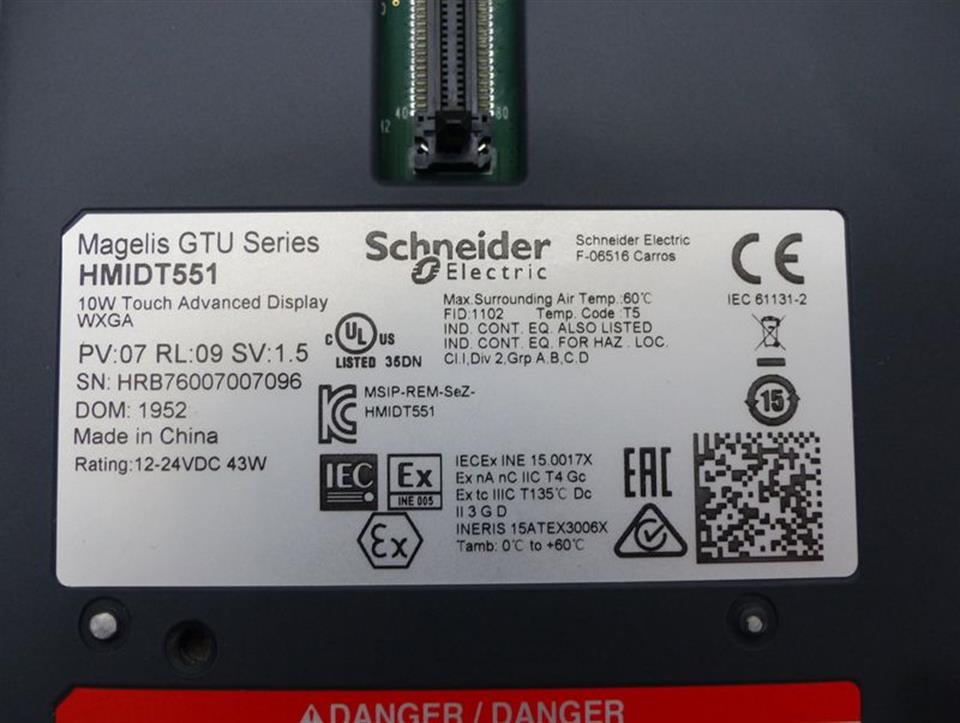 40
80
Magelis GTU Series
HMIDT551
10W Touch Advanced Display
WXGA
PV:07 RL:09 SV:1.5
SN: HRB76007007096
DOM: 1952
Made in China
Rating:12-24VDC 43W
Schneider
Electric
Schneider Electric
F-06516 Carros
CE
IEC 61131-2
Max.Surrounding Air Temp.:60℃
FID:1102 Temp. Code :T5
IND. CONT. EQ. ALSO LISTED
IND. CONT. EQ. FOR HAZ . LOC.
Cl.I,Div 2,Grp A.B,C.D
c UL US
LISTED 35DN
MSIP-REM-SeZ-
HMIDT551
15
IEC
Ex
INE 005
Ex
IECEx INE 15.0017X
Ex nA nC IIC T4 Gc
Ex tc IIIC T135℃ Dc
II 3 G D
INERIS 15ATEX3006X
Tamb: 0℃ to +60℃
EAC
DANGER / DANGER